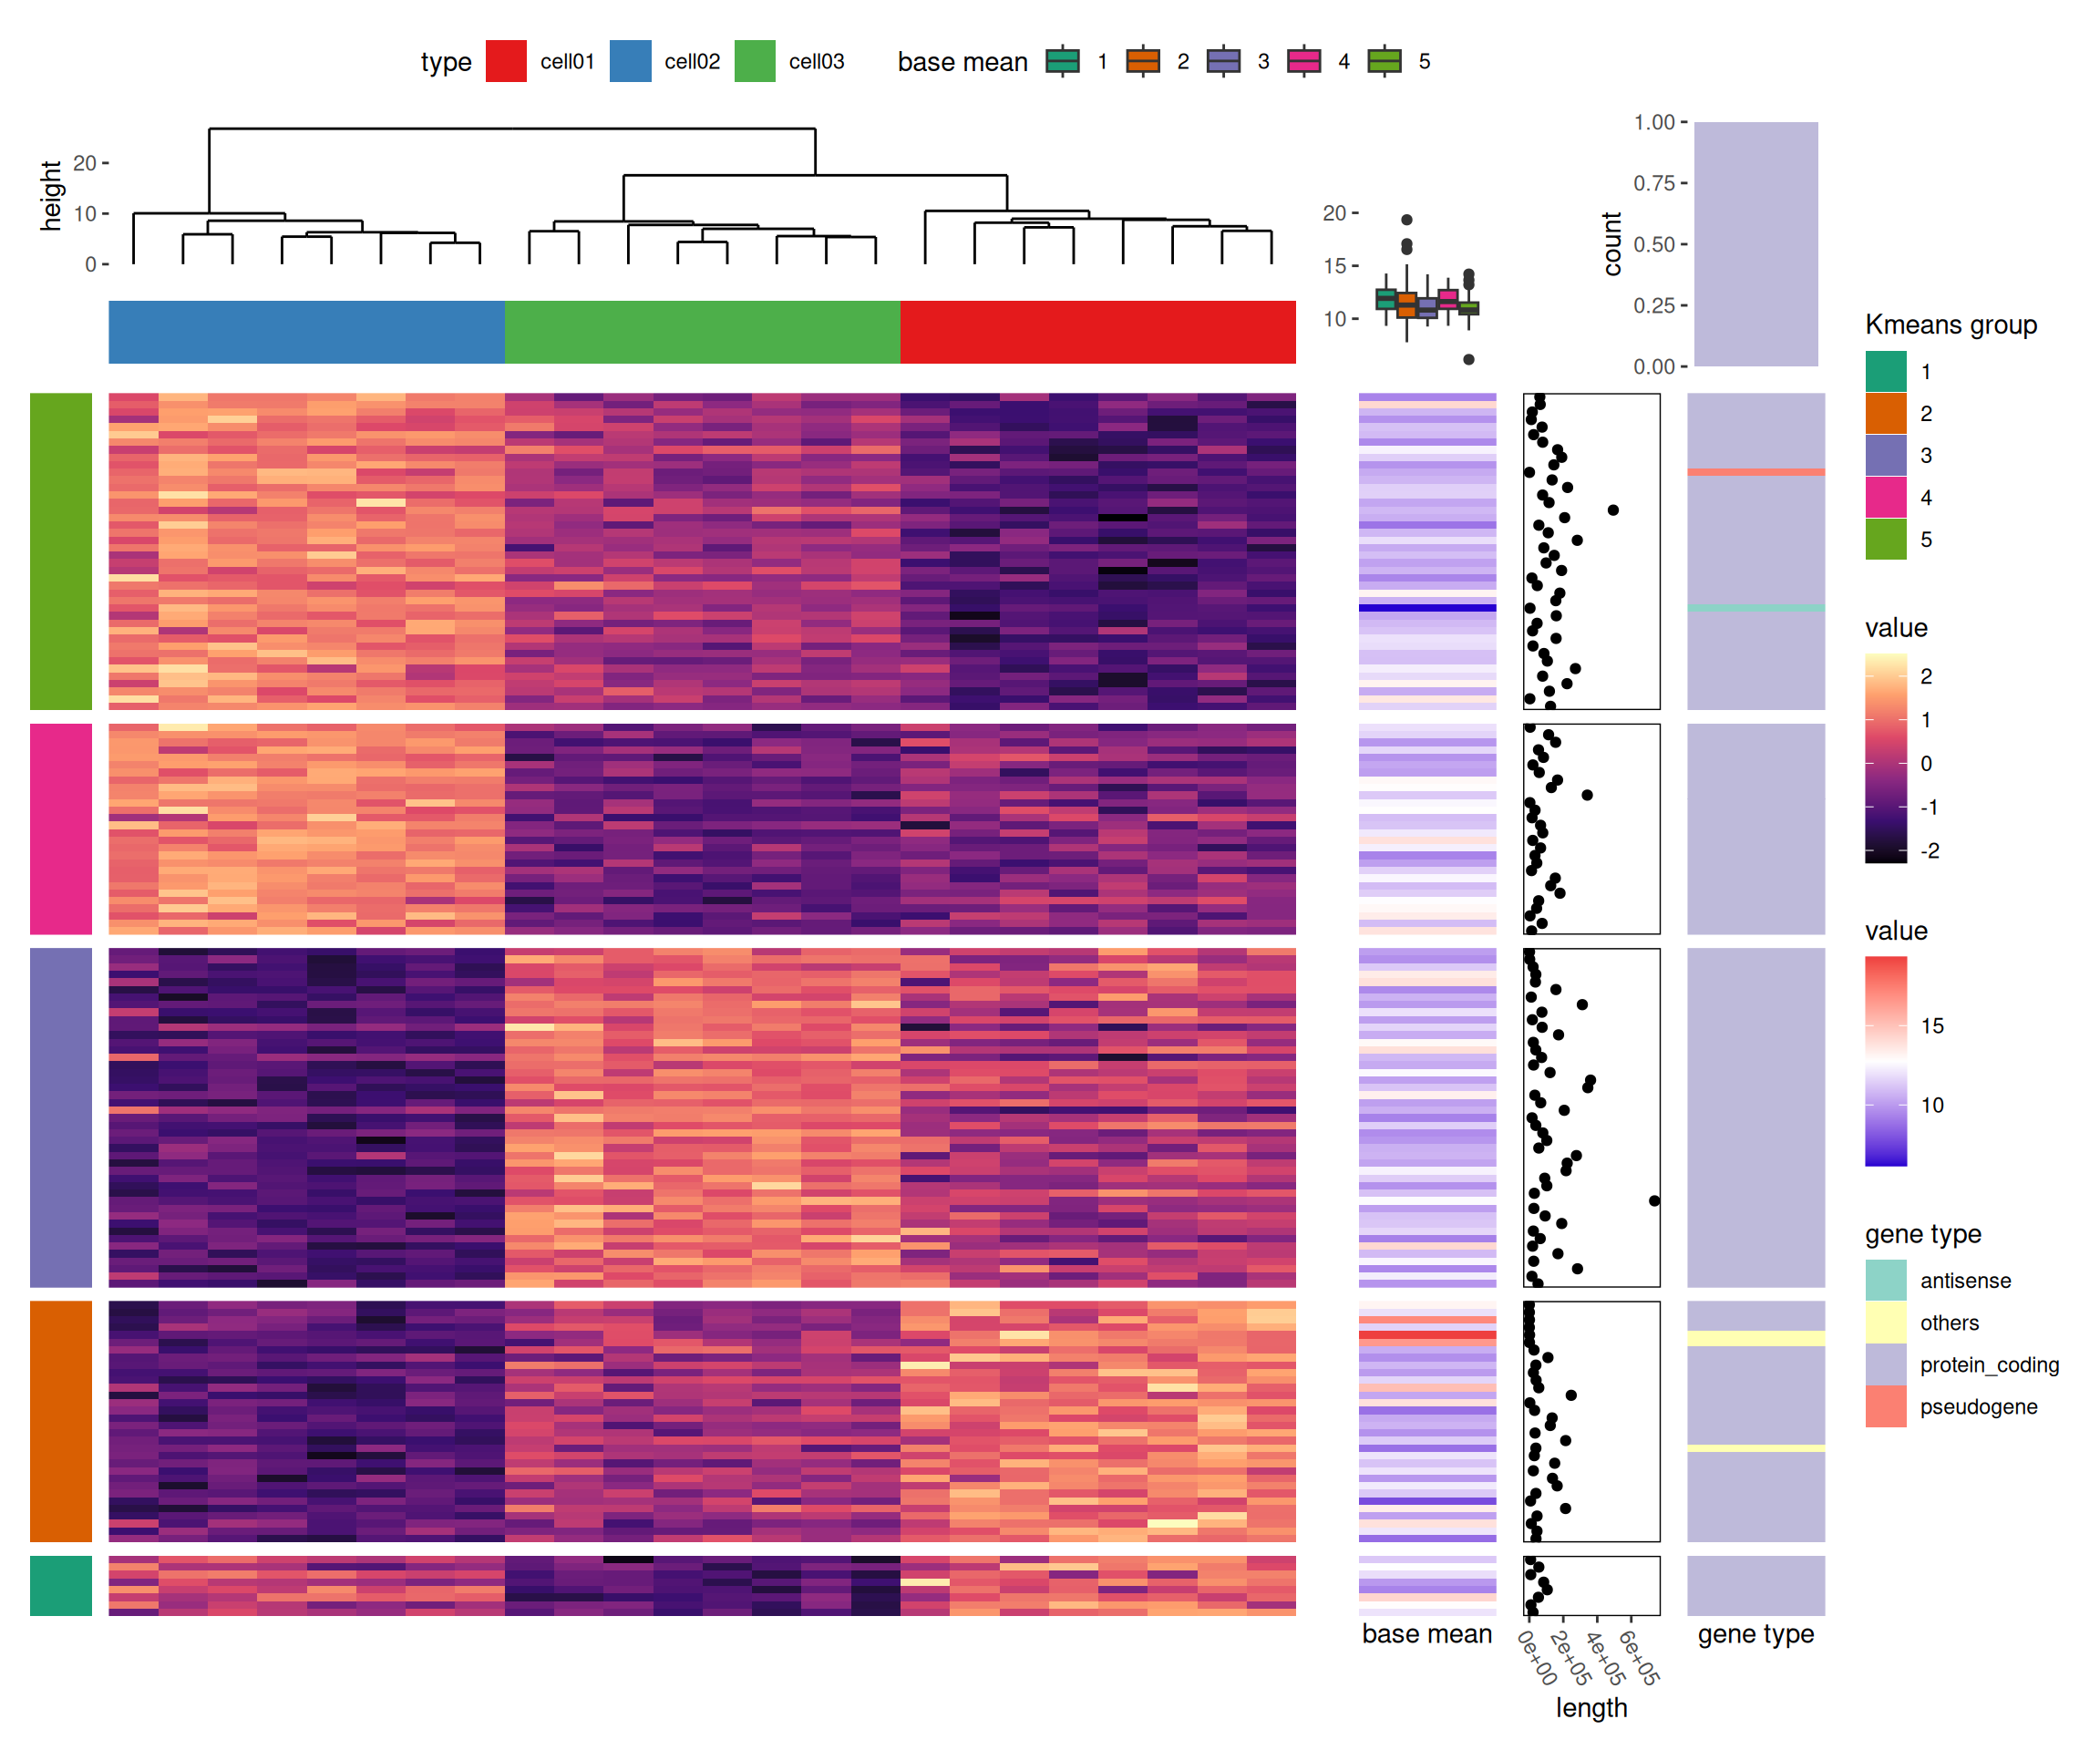 type cell01 cell02 cell03 base mean 1 2 3 4 5
height
20
10
0
20
15
10
count
1.00
0.75
0.50
0.25
0.00
Kmeans group
1
2
3
4
5
value
2
1
0
-1
-2
value
15
10
gene type
antisense
others
protein_coding
pseudogene
base mean
0e+00 2e+05 4e+05 6e+05
length
gene type